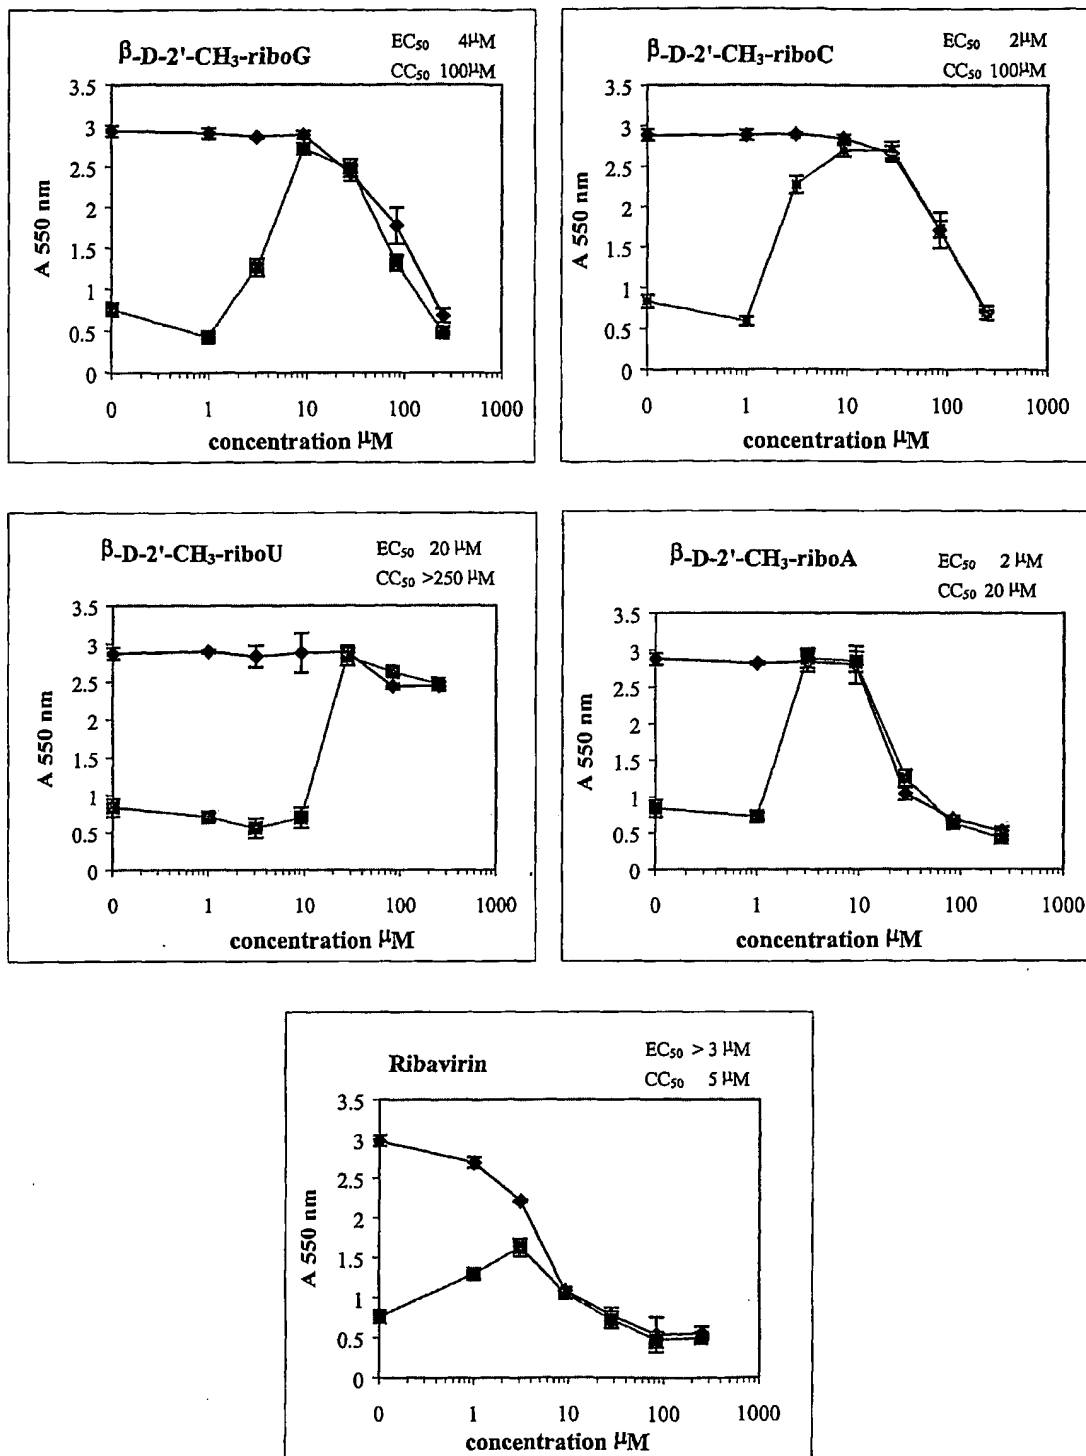 β-D-2'-CH₃-riboG
EC₅₀ 4μM
CC₅₀ 100μM
A 550 nm
3.5
3
2.5
2
1.5
1
0.5
0
0 1 10 100 1000
concentration μM
β-D-2'-CH₃-riboC
EC₅₀ 2μM
CC₅₀ 100μM
A 550 nm
3.5
3
2.5
2
1.5
1
0.5
0
0 1 10 100 1000
concentration μM
β-D-2'-CH₃-riboU
EC₅₀ 20 μM
CC₅₀ >250 μM
A 550 nm
3.5
3
2.5
2
1.5
1
0.5
0
0 1 10 100 1000
concentration μM
β-D-2'-CH₃-riboA
EC₅₀ 2 μM
CC₅₀ 20 μM
A 550 nm
3.5
3
2.5
2
1.5
1
0.5
0
0 1 10 100 1000
concentration μM
Ribavirin
EC₅₀ > 3 μM
CC₅₀ 5 μM
A 550 nm
3.5
3
2.5
2
1.5
1
0.5
0
0 1 10 100 1000
concentration μM